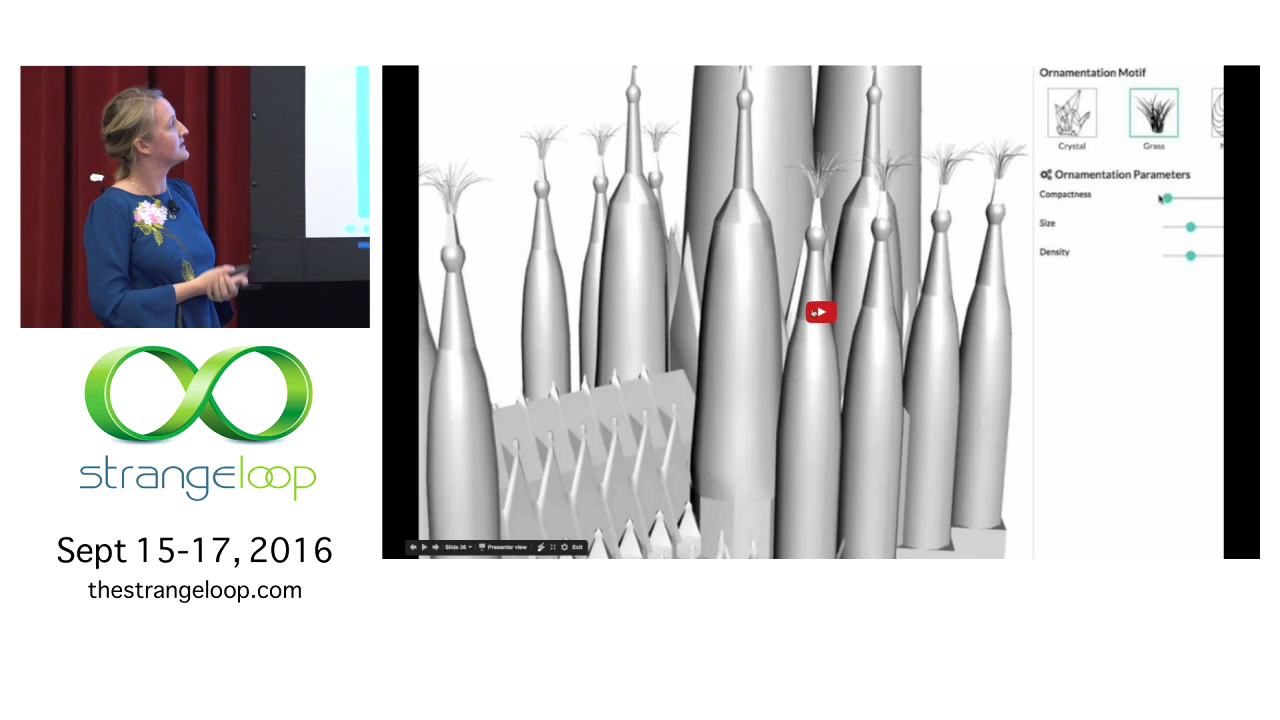 strangeloop
Sept 15-17, 2016
thestrangeloop.com
Ornamentation Motif
Crystal
Grass
Ornamentation Parameters
Compactness
Size
Density
Slide 36
Presenter view
Exit